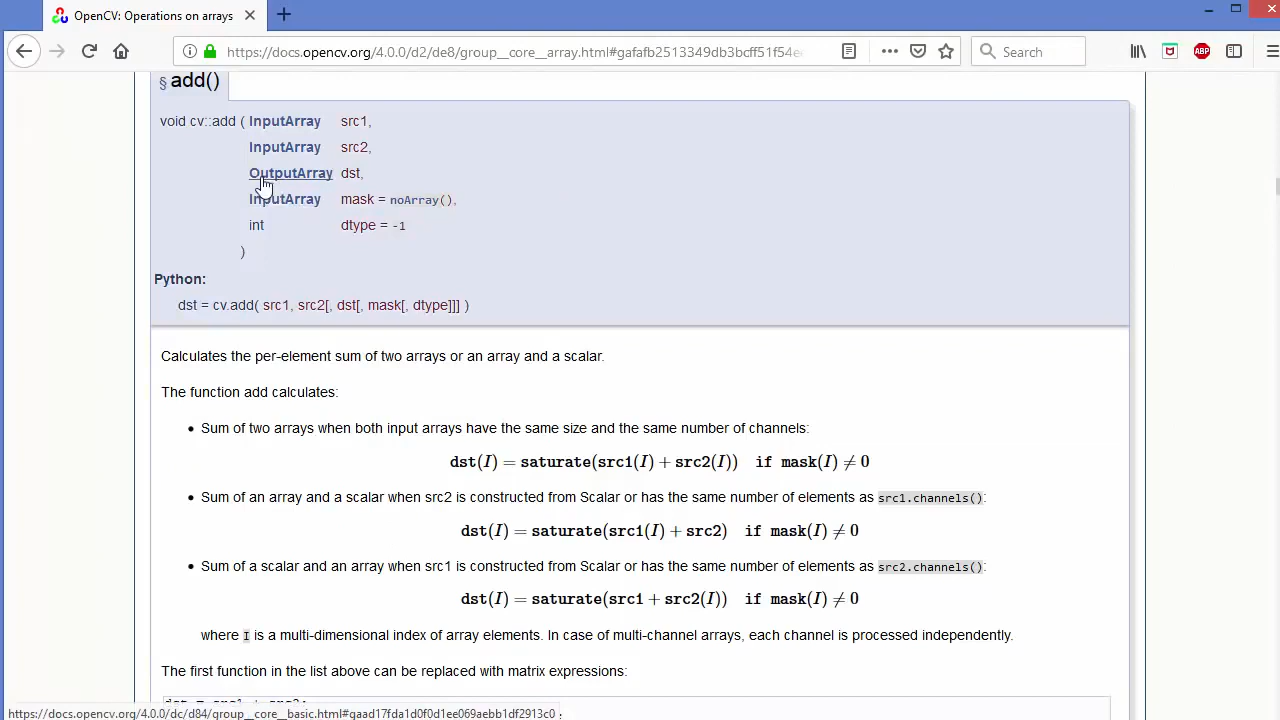 OpenCV: Operations on arrays
https://docs.opencv.org/4.0.0/d2/de8/group__core__array.html#gafafb2513349db3bcff51f54e
Search
ABP
§ add()
void cv::add ( InputArray src1,
InputArray src2,
OutputArray dst,
InputArray mask = noArray(),
int dtype = -1
)
Python:
dst = cv.add( src1, src2[, dst[, mask[, dtype]]] )
Calculates the per-element sum of two arrays or an array and a scalar.
The function add calculates:
• Sum of two arrays when both input arrays have the same size and the same number of channels:
dst(I) = saturate(src1(I) + src2(I)) if mask(I) ≠ 0
• Sum of an array and a scalar when src2 is constructed from Scalar or has the same number of elements as src1.channels():
dst(I) = saturate(src1(I) + src2) if mask(I) ≠ 0
• Sum of a scalar and an array when src1 is constructed from Scalar or has the same number of elements as src2.channels():
dst(I) = saturate(src1 + src2(I)) if mask(I) ≠ 0
where I is a multi-dimensional index of array elements. In case of multi-channel arrays, each channel is processed independently.
The first function in the list above can be replaced with matrix expressions:
dst = src1 + src2;
https://docs.opencv.org/4.0.0/dc/d84/group__core__basic.html#gaad17fda1d0f0d1ee069aebb1df2913c0